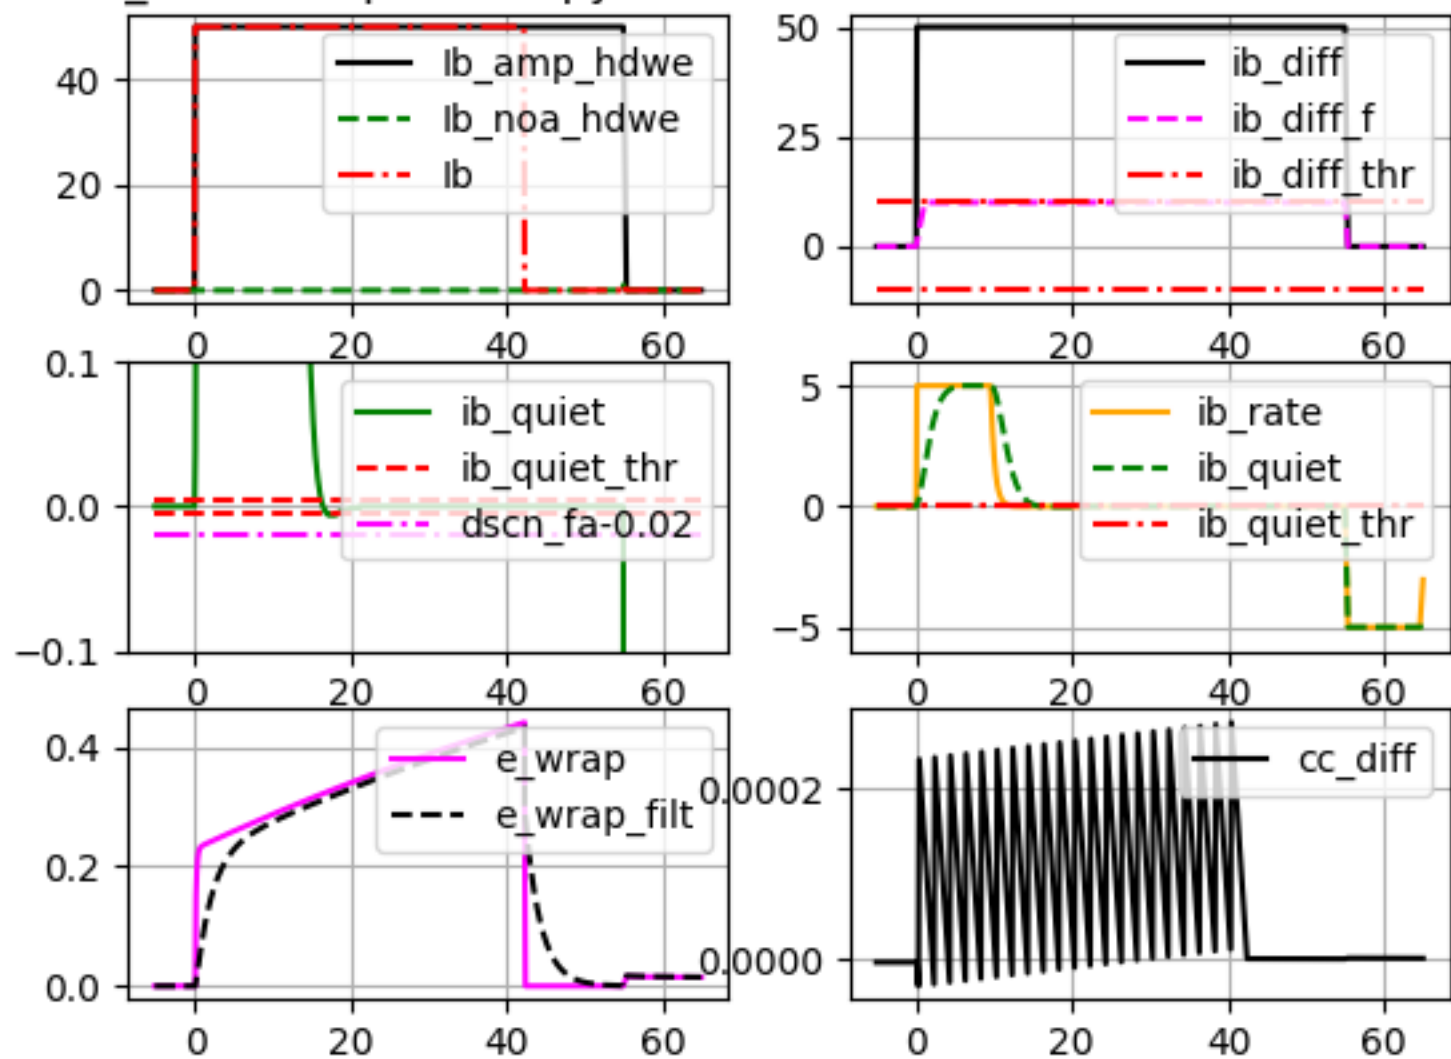 40
20
0
Ib_amp_hdwe
Ib_noa_hdwe
Ib
0 20 40 60
50
25
0
ib_diff
ib_diff_f
ib_diff_thr
0 20 40 60
0.1
0.0
−0.1
ib_quiet
ib_quiet_thr
dscn_fa-0.02
0 20 40 60
5
0
−5
ib_rate
ib_quiet
ib_quiet_thr
0 20 40 60
0.4
0.2
0.0
e_wrap
e_wrap_filt
0 20 40 60
0.0002
0.0000
cc_diff
0 20 40 60